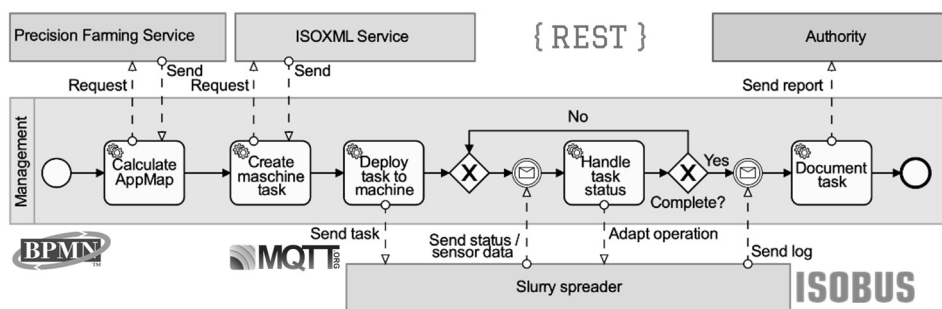 Precision Farming Service
ISOXML Service
{ REST }
Authority
Request
Send
Request
Send
Send report
Management
Calculate
AppMap
Create
maschine
task
Deploy
task to
machine
No
X
Handle
task
status
X
Yes
Complete?
Document
task
BPMN
TM
MQTT
.ORG
Send task
Send status /
sensor data
Adapt operation
Send log
Slurry spreader
ISOBUS